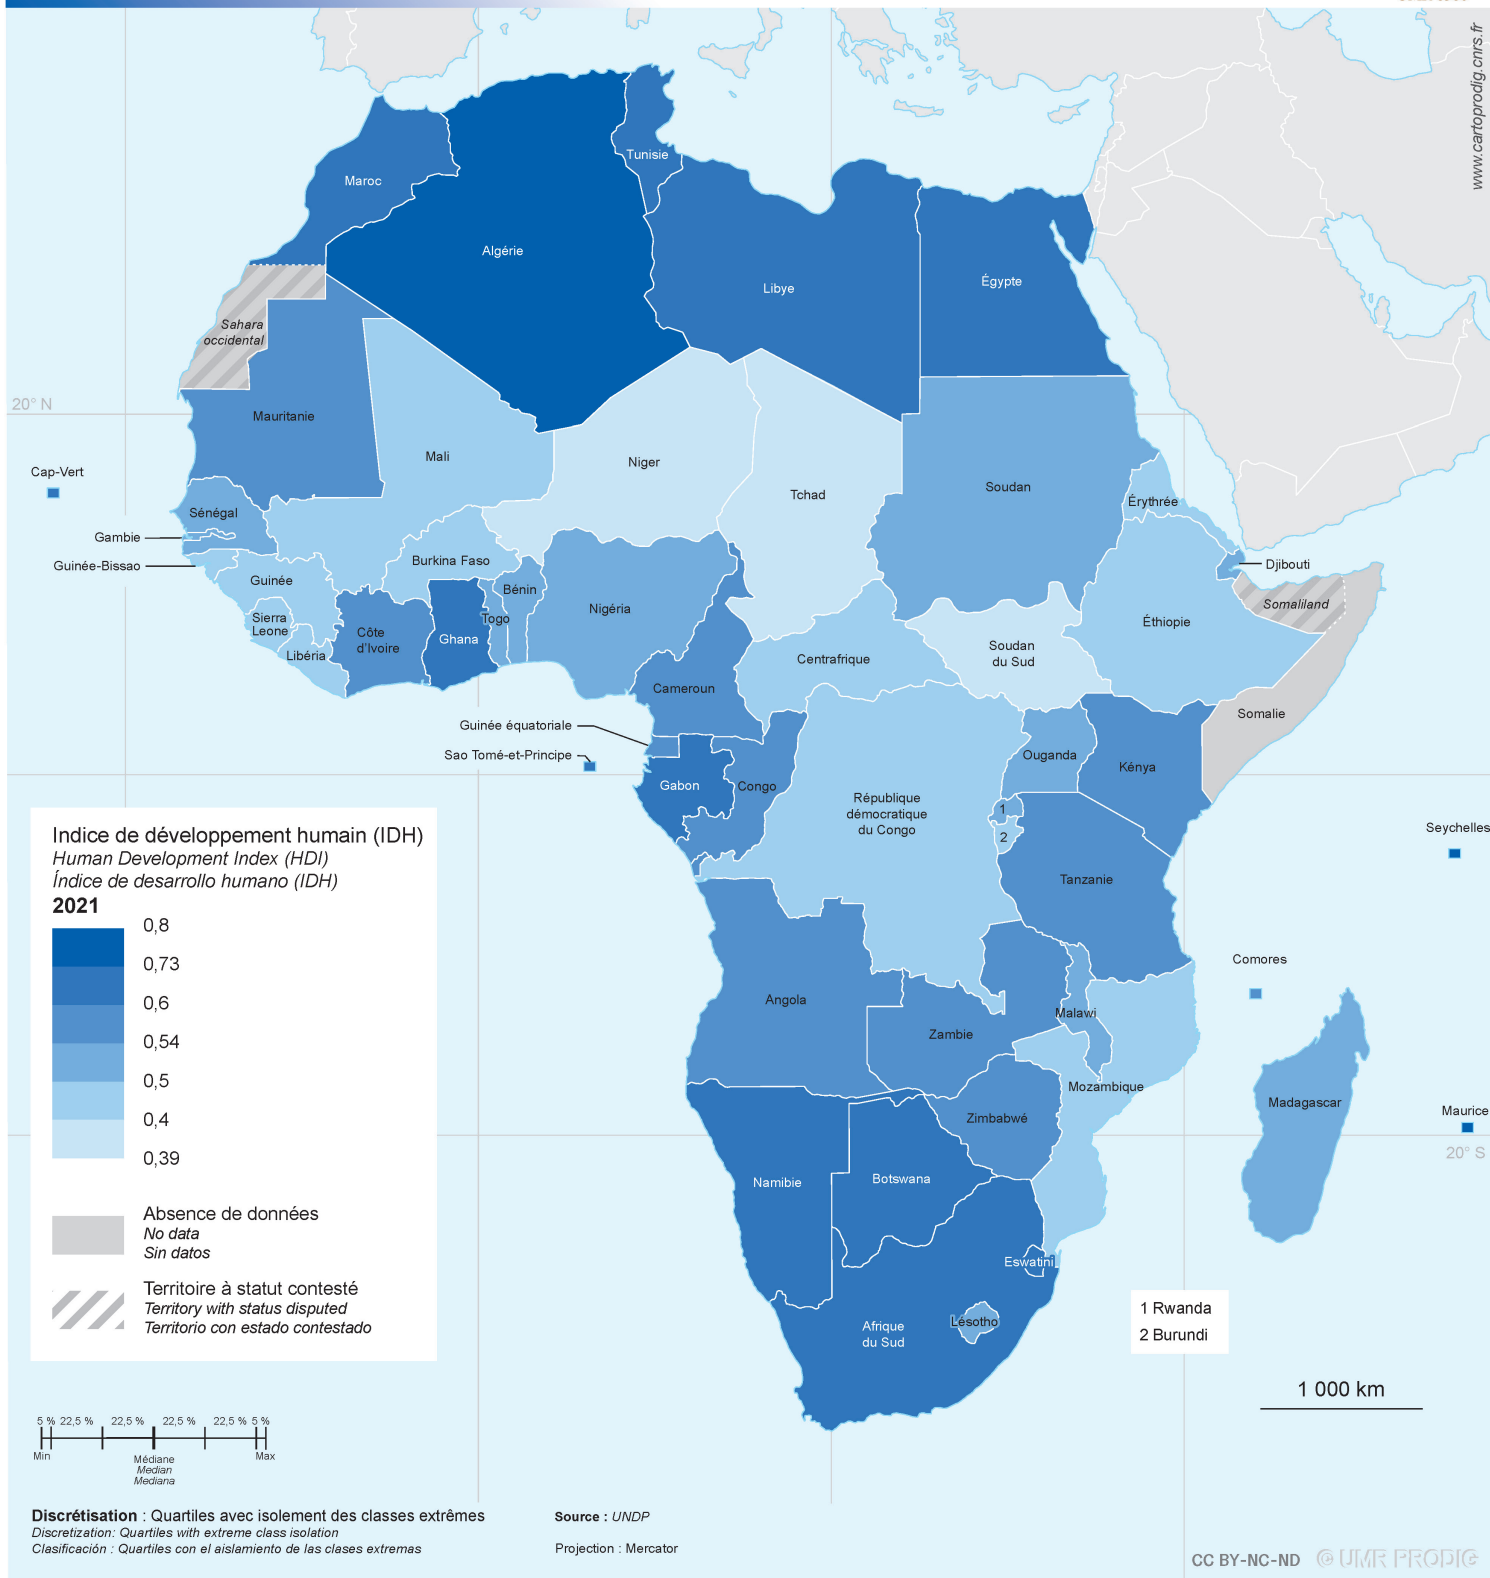 www.cartoprodig.cnrs.fr
Tunisie
Maroc
Algérie
Libye
Égypte
Sahara
occidental
20° N
Mauritanie
Mali
Niger
Tchad
Soudan
Érythrée
Cap-Vert
Sénégal
Gambie
Guinée-Bissao
Guinée
Burkina Faso
Bénin
Togo
Nigéria
Djibouti
Somaliland
Sierra
Leone
Libéria
Côte
d'Ivoire
Ghana
Éthiopie
Centrafrique
Soudan
du Sud
Cameroun
Somalie
Guinée équatoriale
Sao Tomé-et-Principe
Gabon
Congo
Ouganda
Kénya
République
démocratique
du Congo
1
2
Seychelles
Tanzanie
Comores
Angola
Malawi
Zambie
Mozambique
Zimbabwé
Madagascar
Maurice
20° S
Namibie
Botswana
Eswatini
Lésotho
Afrique
du Sud
Indice de développement humain (IDH)
Human Development Index (HDI)
Índice de desarrollo humano (IDH)
2021
0,8
0,73
0,6
0,54
0,5
0,4
0,39
Absence de données
No data
Sin datos
Territoire à statut contesté
Territory with status disputed
Territorio con estado contestado
1 Rwanda
2 Burundi
1 000 km
5 % 22,5 % 22,5 % 22,5 % 22,5 % 5 %
Min Max
Médiane
Median
Mediana
Discrétisation : Quartiles avec isolement des classes extrêmes
Discretization: Quartiles with extreme class isolation
Clasificación : Quartiles con el aislamiento de las clases extremas
Source : UNDP
Projection : Mercator
CC BY-NC-ND © UMR PRODIG